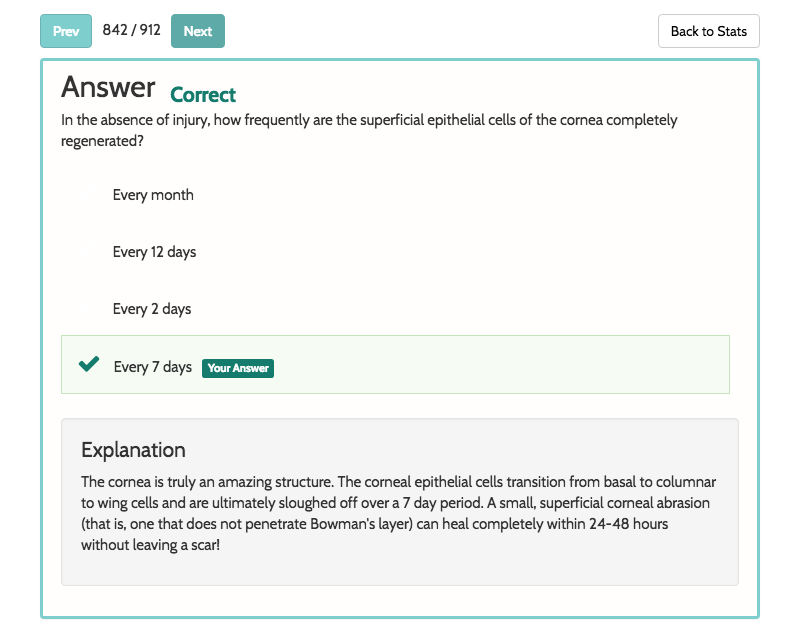 Prev 842 / 912 Next Back to Stats
Answer Correct
In the absence of injury, how frequently are the superficial epithelial cells of the cornea completely
regenerated?
Every month
Every 12 days
Every 2 days
Every 7 days Your Answer
Explanation
The cornea is truly an amazing structure. The corneal epithelial cells transition from basal to columnar
to wing cells and are ultimately sloughed off over a 7 day period. A small, superficial corneal abrasion
(that is, one that does not penetrate Bowman's layer) can heal completely within 24-48 hours
without leaving a scar!